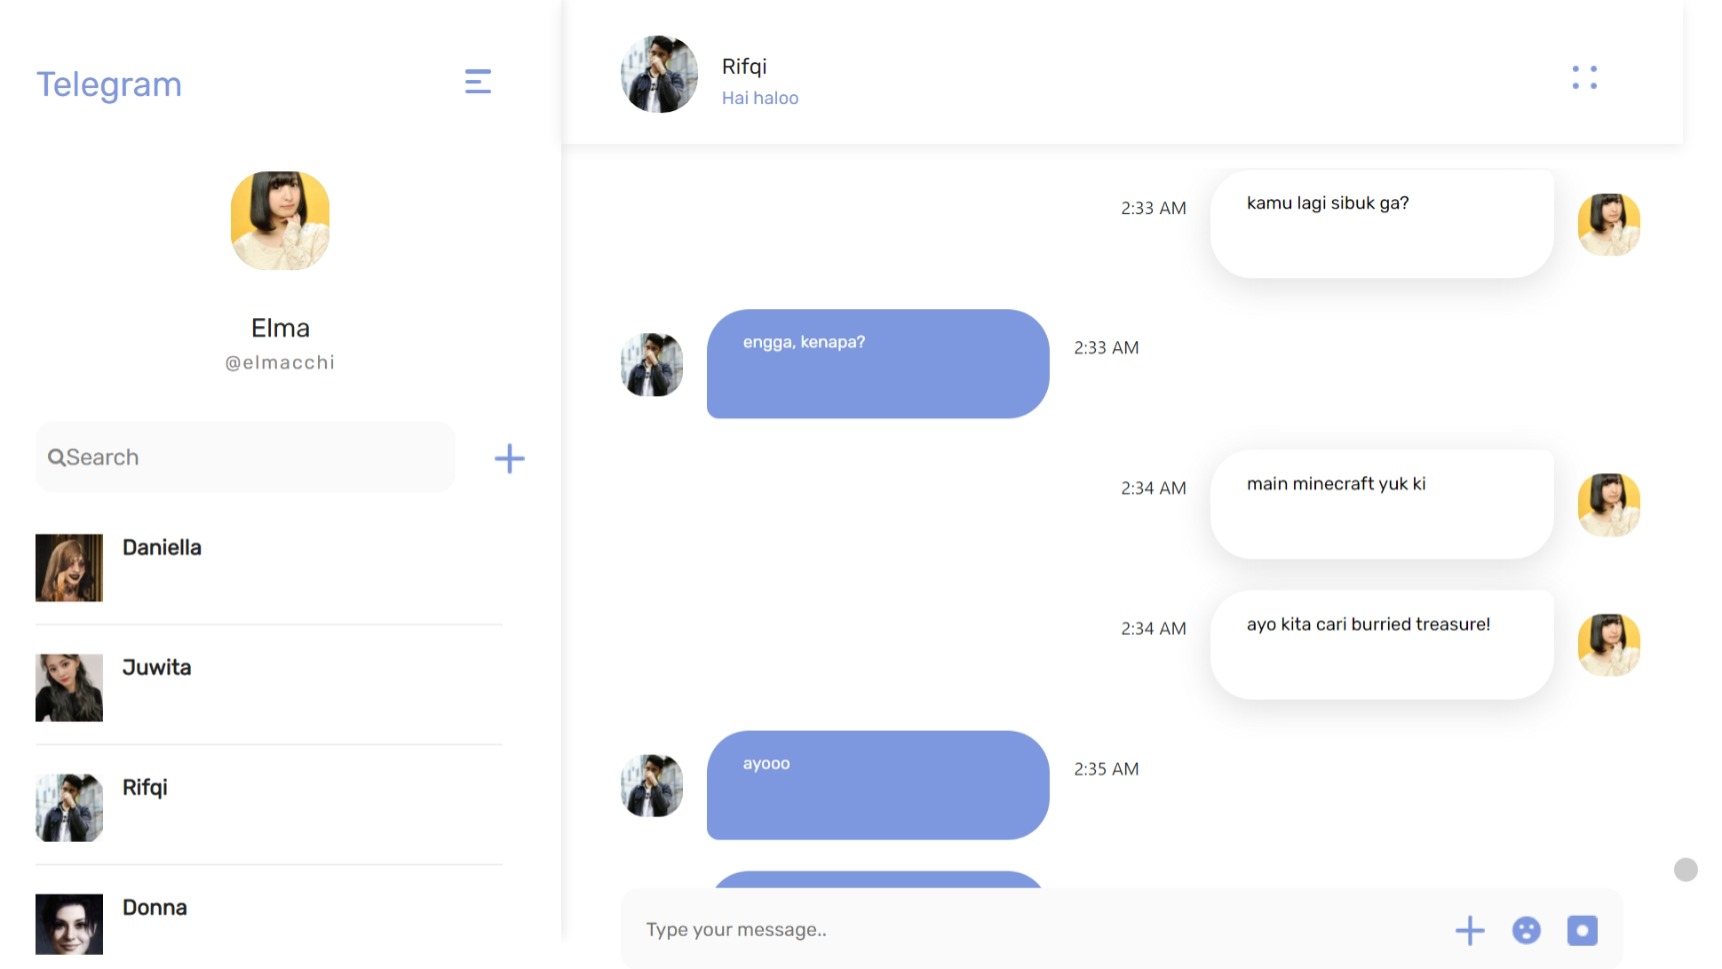 Telegram
Elma
@elmacchi
Search
Daniella
Juwita
Rifqi
Donna
Rifqi
Hai haloo
2:33 AM
kamu lagi sibuk ga?
engga, kenapa?
2:33 AM
2:34 AM
main minecraft yuk ki
2:34 AM
ayo kita cari burried treasure!
ayooo
2:35 AM
Type your message..